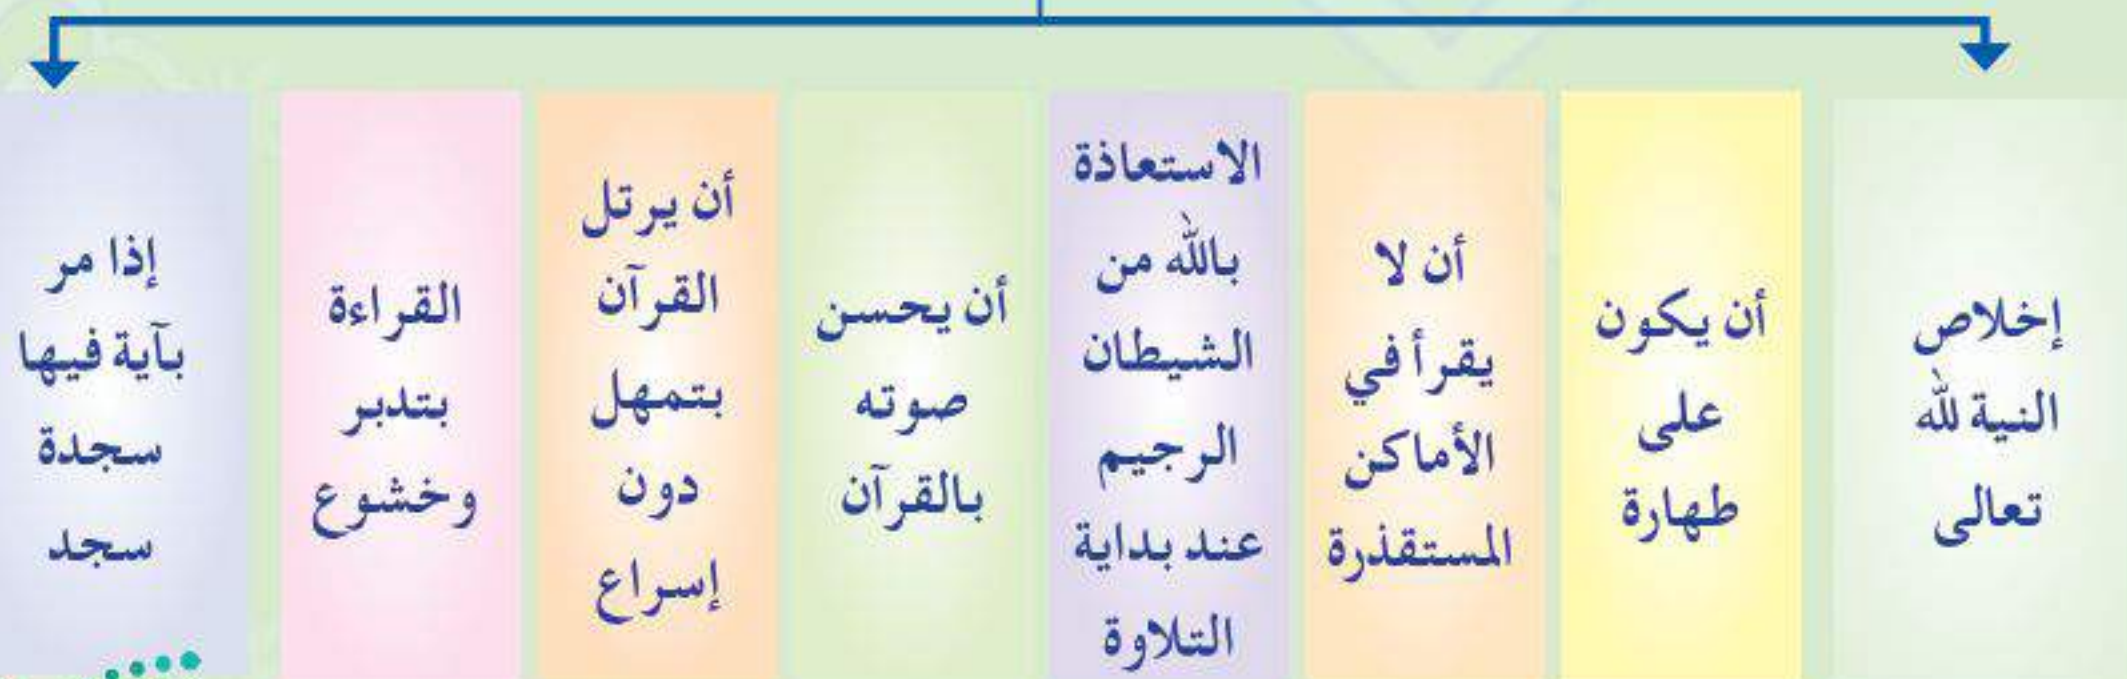 إخلاص
النية لله
تعالى
أن يكون
على
طهارة
أن لا
يقرأ في
الأماكن
المستقذرة
الاستعاذة
بالله من
الشيطان
الرجيم
عند بداية
التلاوة
أن يحسن
صوته
بالقرآن
أن يرتل
القرآن
بتمهل
دون
إسراع
القراءة
بتدبر
وخشوع
إذا مر
بآية فيها
سجدة
سجد